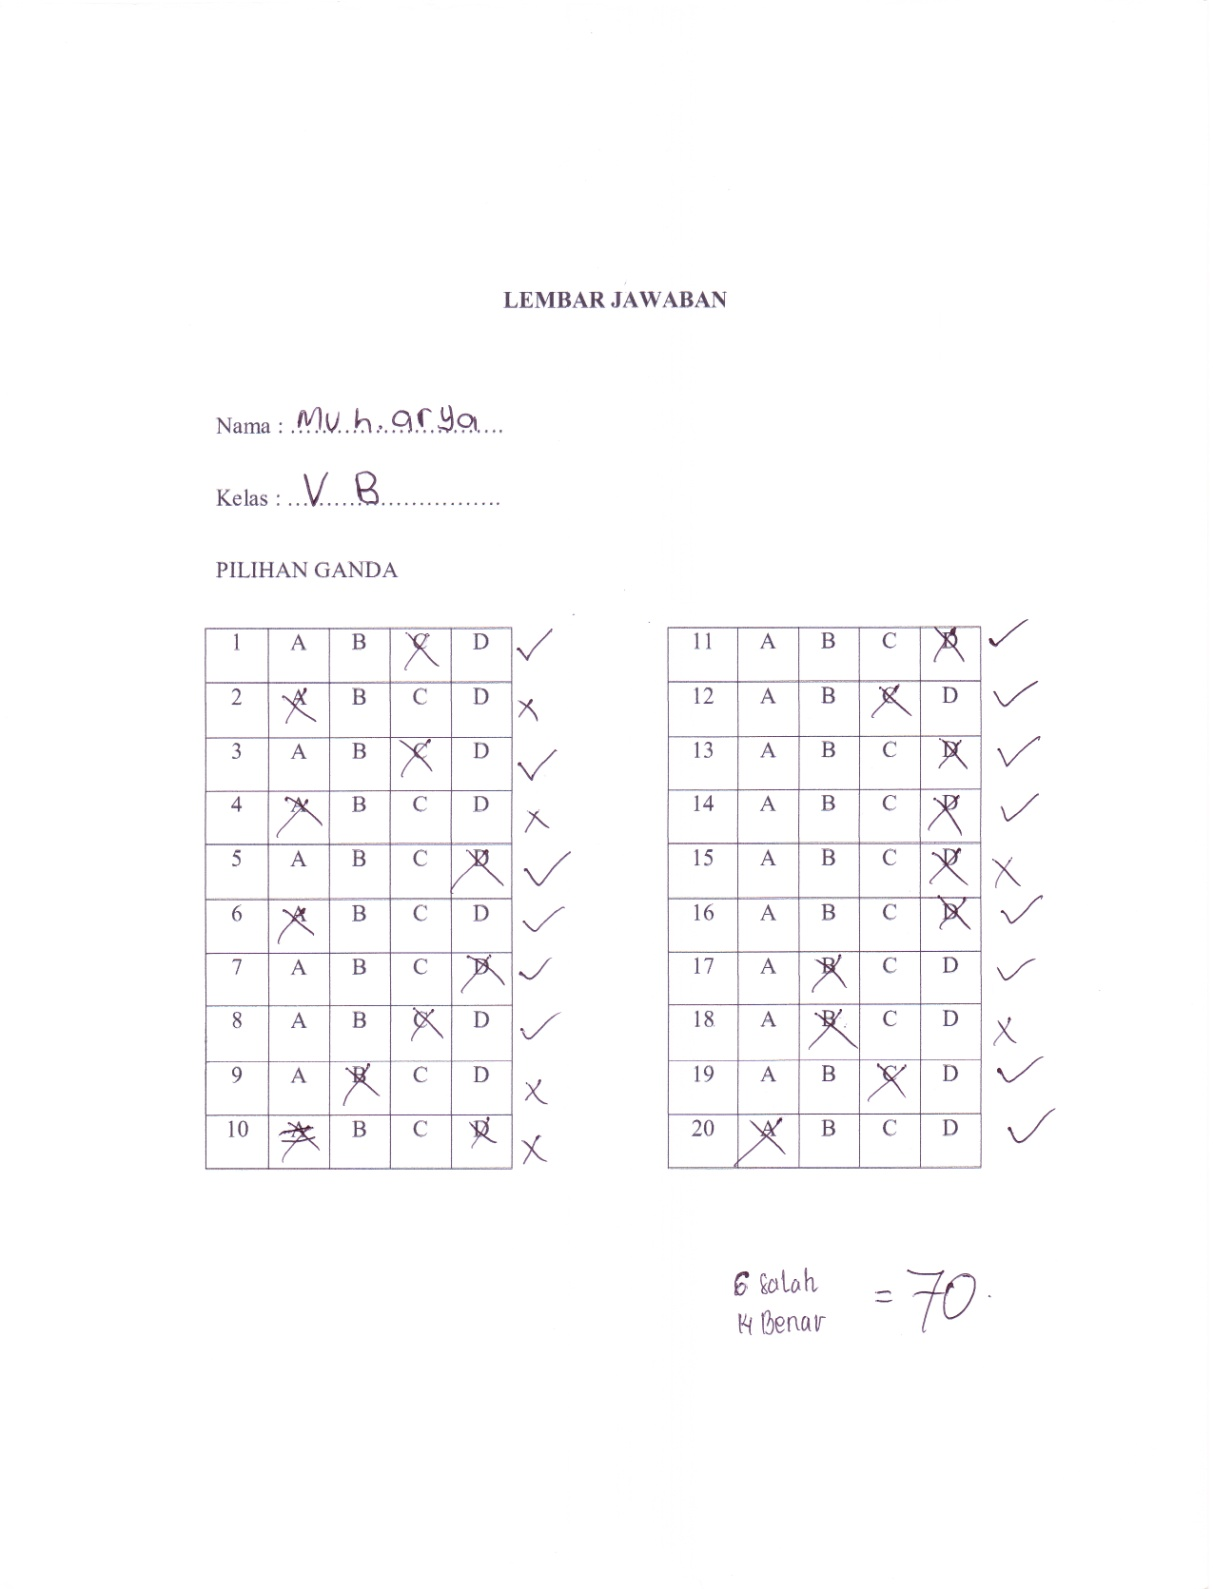 LEMBAR JAWABAN
Nama : Muh. arya
Kelas : V B
PILIHAN GANDA
1 A B C D ✓
2 A B C D x
3 A B C D ✓
4 A B C D x
5 A B C D ✓
6 A B C D ✓
7 A B C D ✓
8 A B C D ✓
9 A B C D x
10 A B C D x
11 A B C D ✓
12 A B C D ✓
13 A B C D ✓
14 A B C D ✓
15 A B C D x
16 A B C D ✓
17 A B C D ✓
18 A B C D x
19 A B C D ✓
20 A B C D ✓
6 Salah
14 Benar
= 70.